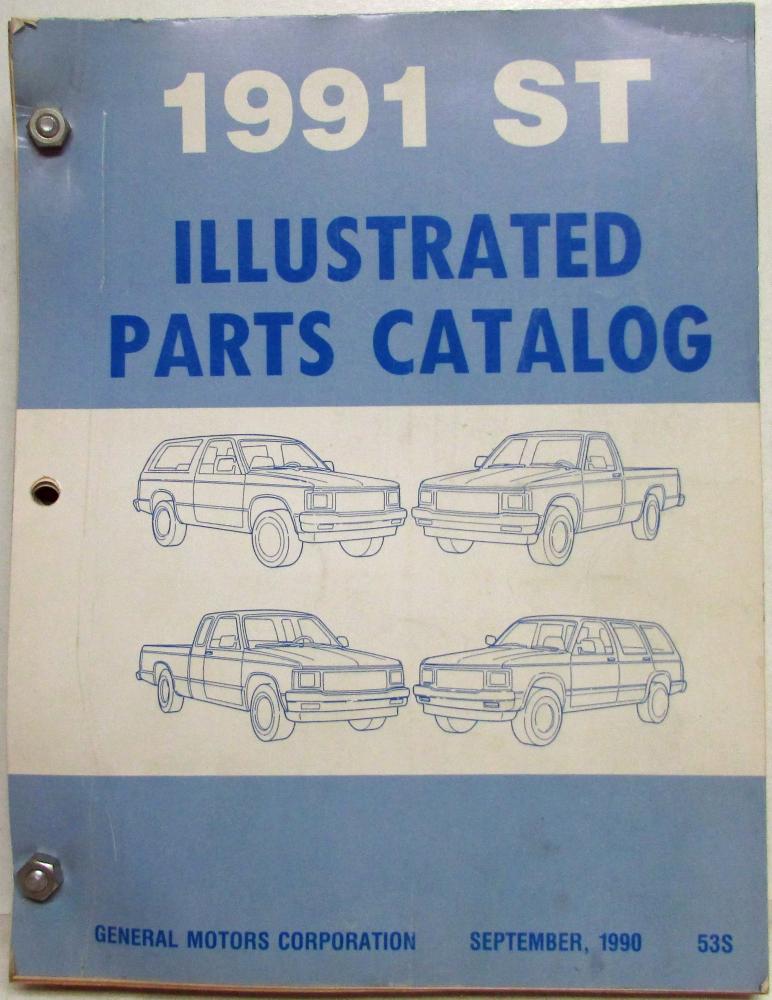 1991 ST
ILLUSTRATED
PARTS CATALOG
GENERAL MOTORS CORPORATION SEPTEMBER, 1990 53S